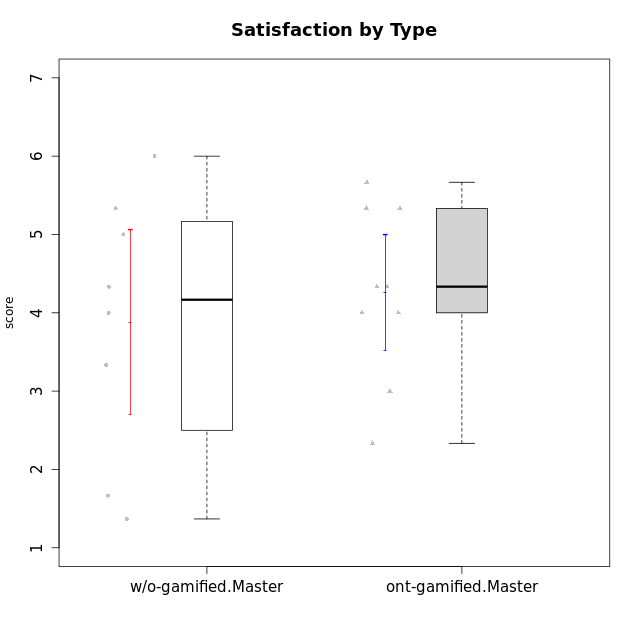 Satisfaction by Type
7
6
5
4
3
2
1
score
w/o-gamified.Master
ont-gamified.Master